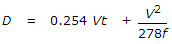 D = 0.254 Vt + V²/278f